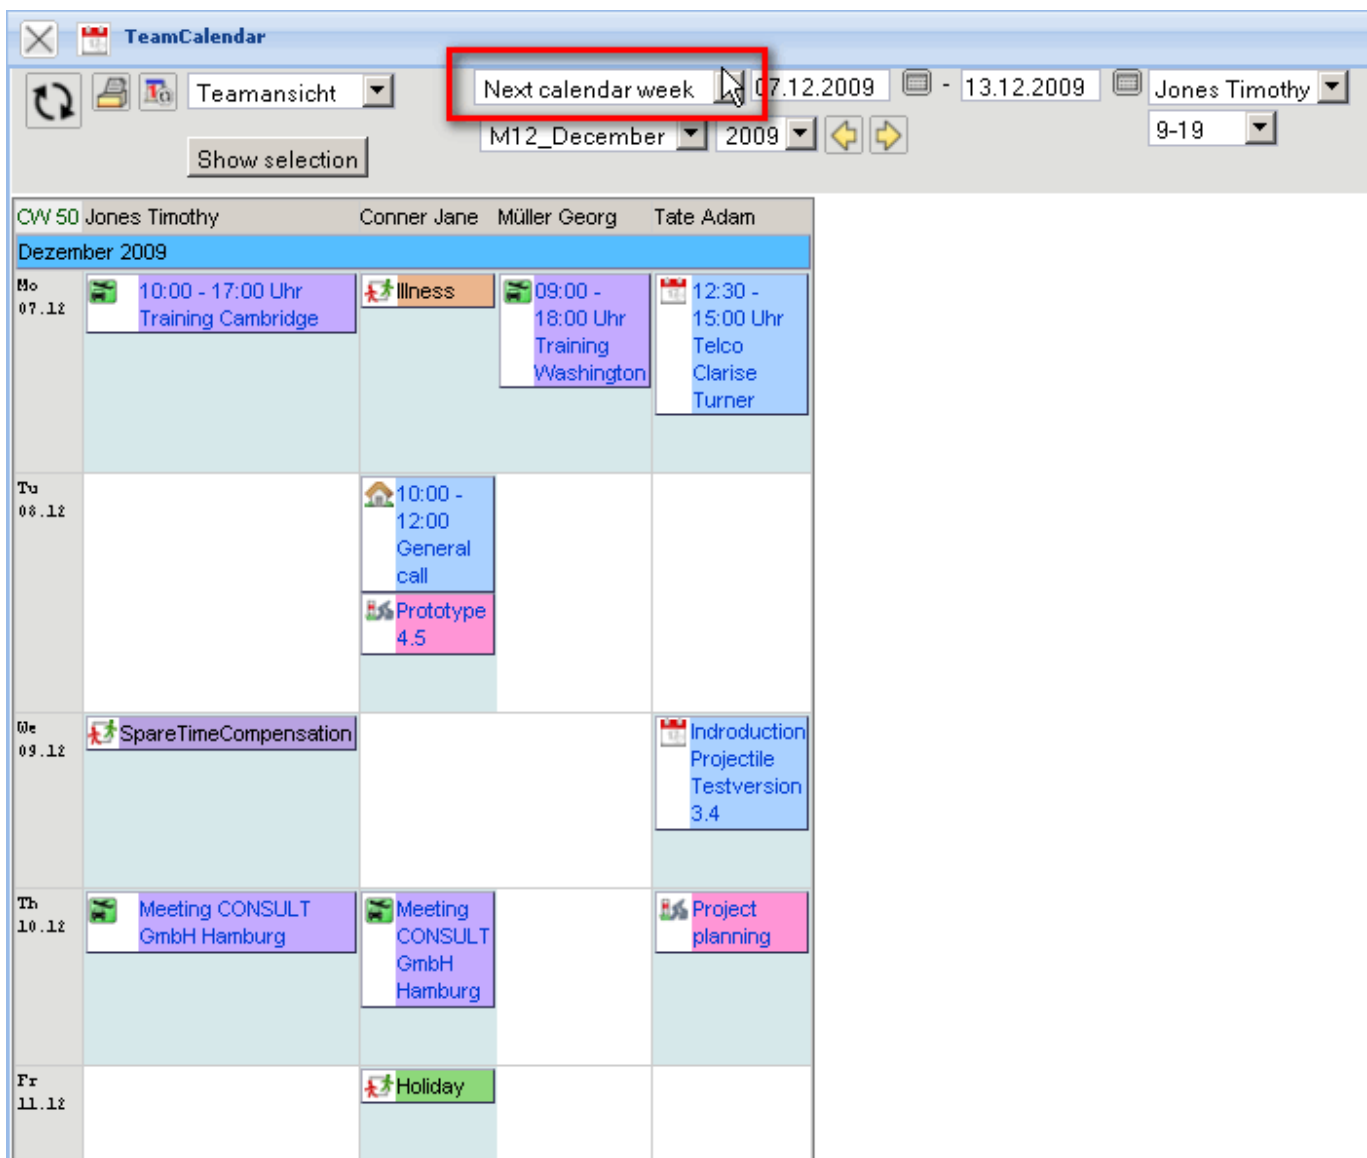 TeamCalendar
Teamansicht
Next calendar week
07.12.2009
-
13.12.2009
Jones Timothy
M12_December
2009
9-19
Show selection
CW 50 Jones Timothy Conner Jane Müller Georg Tate Adam
Dezember 2009
Mo
07.12
10:00 - 17:00 Uhr
Training Cambridge
Illness
09:00 -
18:00 Uhr
Training
Washington
12:30 -
15:00 Uhr
Telco
Clarise
Turner
Tu
08.12
10:00 -
12:00
General
call
Prototype
4.5
We
09.12
SpareTimeCompensation
Indroduction
Projectile
Testversion
3.4
Th
10.12
Meeting CONSULT
GmbH Hamburg
Meeting
CONSULT
GmbH
Hamburg
Project
planning
Fr
11.12
Holiday